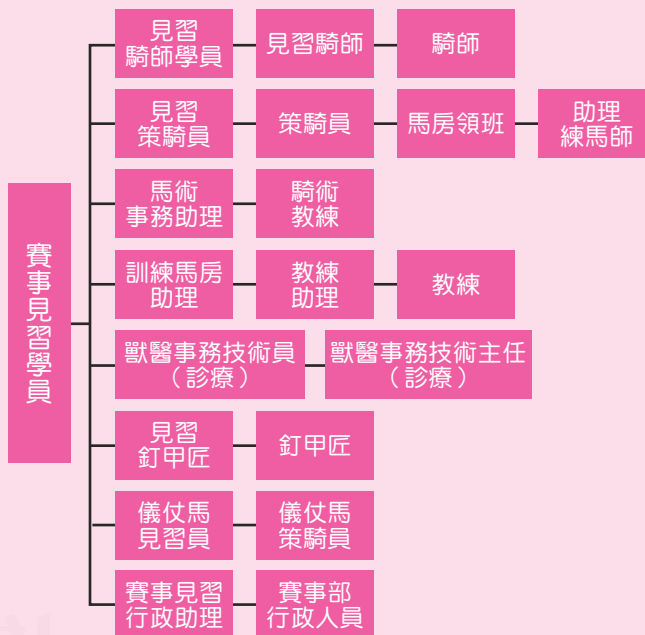 賽事見習學員
見習
騎師學員
見習騎師
騎師
見習
策騎員
策騎員
馬房領班
助理
練馬師
馬術
事務助理
騎術
教練
訓練馬房
助理
教練
助理
教練
獸醫事務技術員
（診療）
獸醫事務技術主任
（診療）
見習
釘甲匠
釘甲匠
儀仗馬
見習員
儀仗馬
策騎員
賽事見習
行政助理
賽事部
行政人員